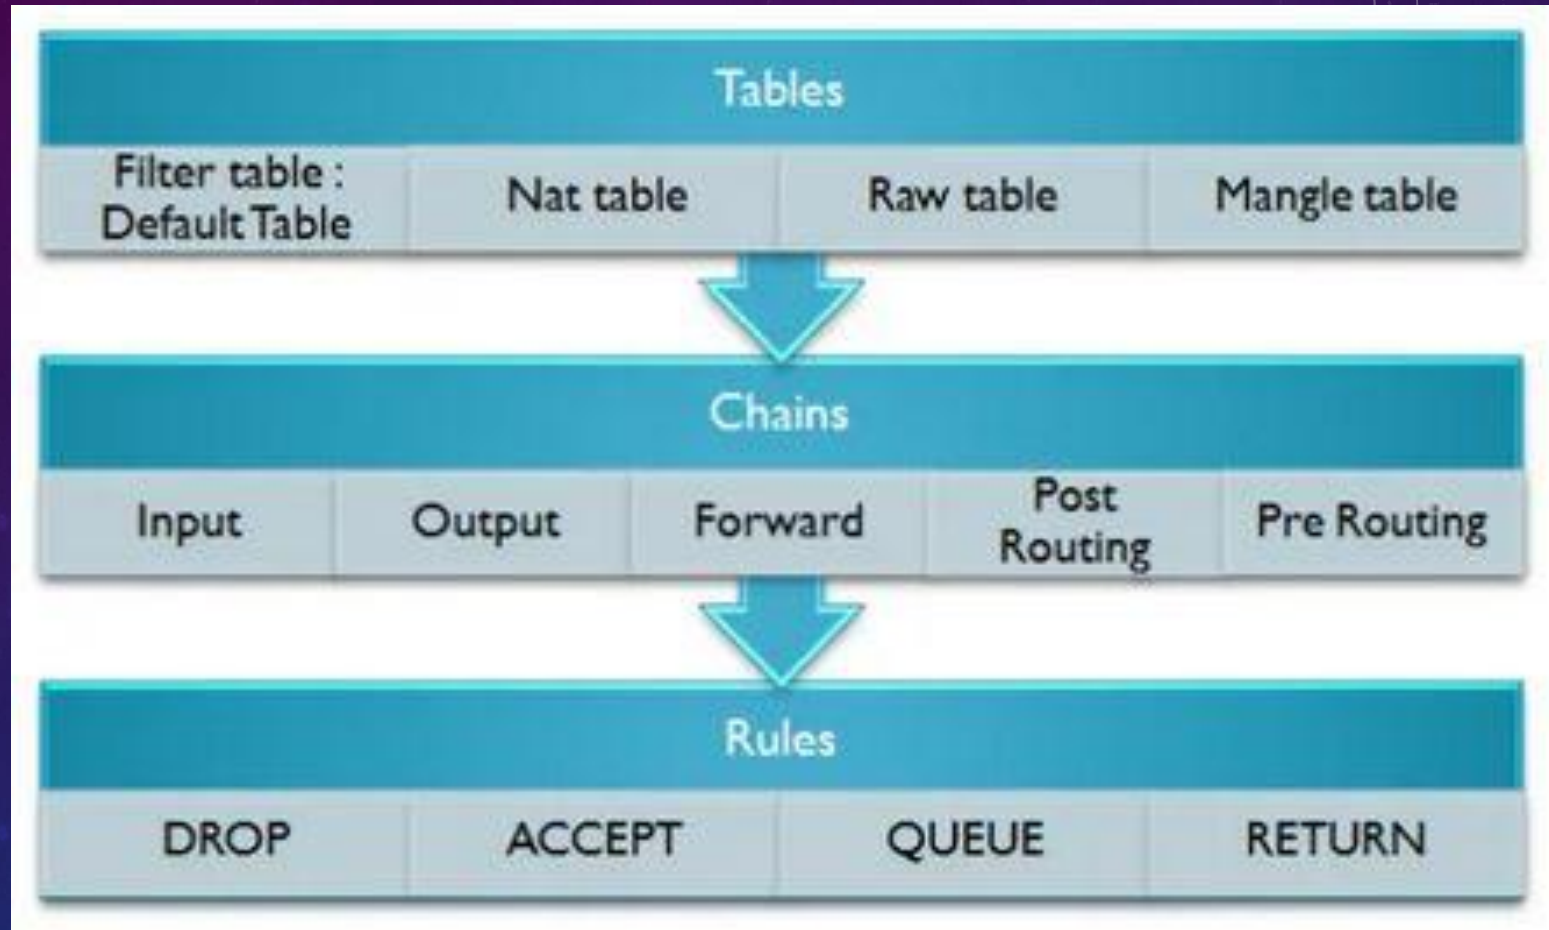 Tables
Filter table :
Default Table
Nat table
Raw table
Mangle table
Chains
Input
Output
Forward
Post
Routing
Pre Routing
Rules
DROP
ACCEPT
QUEUE
RETURN